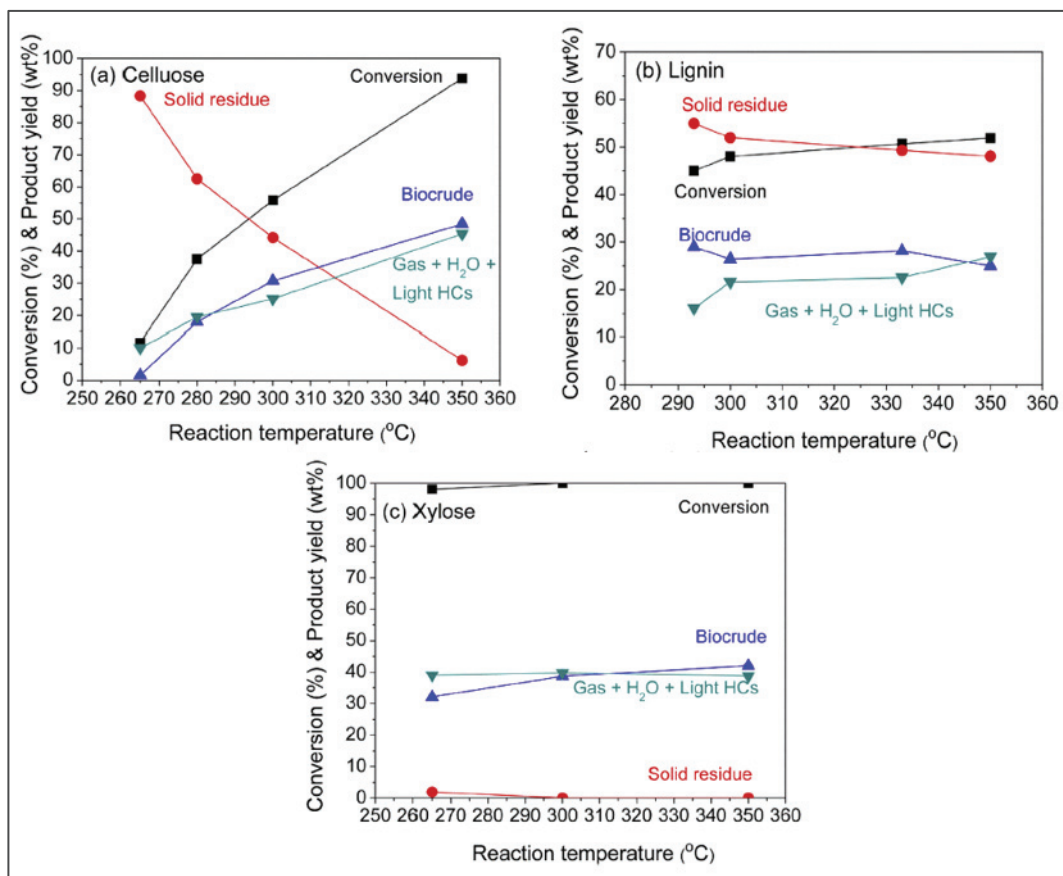 (a) Celluose
Conversion
Solid residue
Biocrude
Gas + H₂O +
Light HCs
Conversion (%) & Product yield (wt%)
100
90
80
70
60
50
40
30
20
10
0
250 260 270 280 290 300 310 320 330 340 350 360
Reaction temperature (°C)
(b) Lignin
Solid residue
Conversion
Biocrude
Gas + H₂O + Light HCs
Conversion (%) & Product yield (wt%)
70
60
50
40
30
20
10
0
280 290 300 310 320 330 340 350 360
Reaction temperature (°C)
(c) Xylose
Conversion
Biocrude
Gas + H₂O + Light HCs
Solid residue
Conversion (%) & Product yield (wt%)
100
90
80
70
60
50
40
30
20
10
0
250 260 270 280 290 300 310 320 330 340 350 360
Reaction temperature (°C)